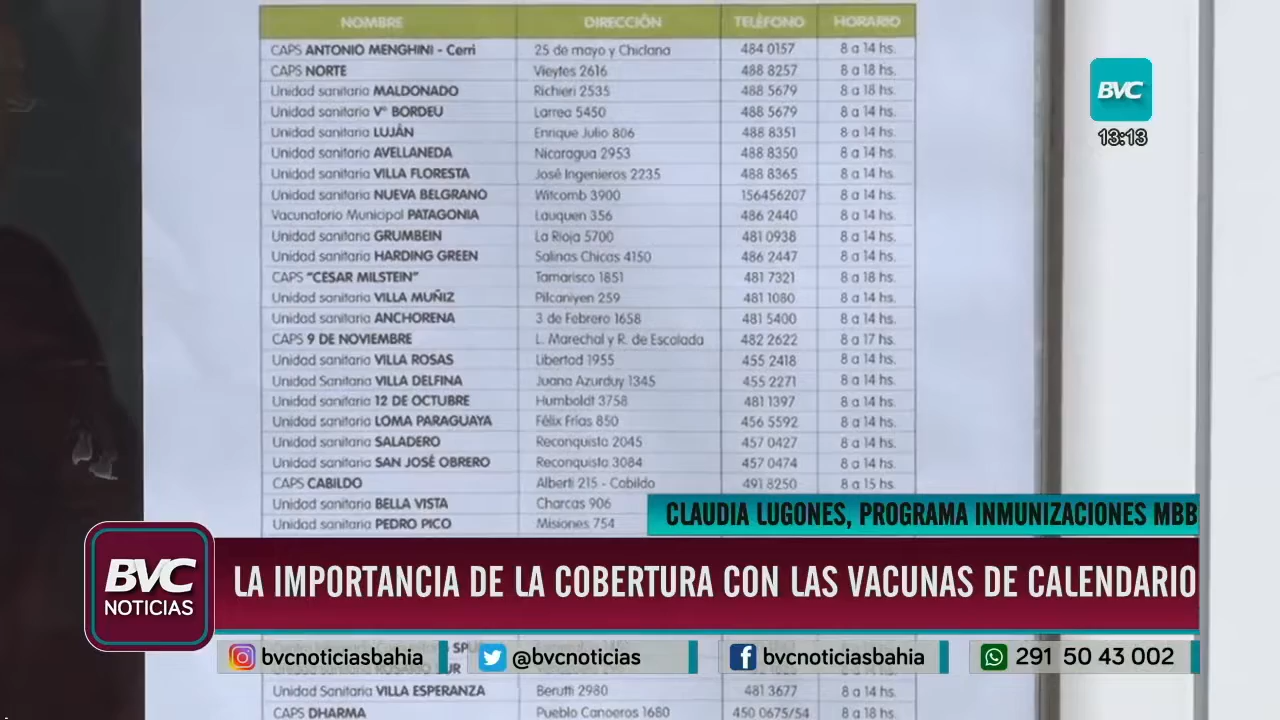 NOMBRE DIRECCIÓN TELÉFONO HORARIO
CAPS ANTONIO MENGHINI - Cerri 25 de mayo y Chiclana 484 0157 8 a 14 hs.
CAPS NORTE Vieytes 2616 488 8257 8 a 18 hs.
Unidad sanitaria MALDONADO Richieri 2535 488 5679 8 a 18 hs.
Unidad sanitaria Vº BORDEU Larrea 5450 488 5679 8 a 14 hs.
Unidad sanitaria LUJÁN Enrique Julio 806 488 8351 8 a 14 hs.
Unidad sanitaria AVELLANEDA Nicaragua 2953 488 8350 8 a 14 hs.
Unidad sanitaria VILLA FLORESTA José Ingenieros 2235 488 8365 8 a 14 hs.
Unidad sanitaria NUEVA BELGRANO Witcomb 3900 156456207 8 a 14 hs.
Vacunatorio Municipal PATAGONIA Lauquen 356 486 2440 8 a 14 hs.
Unidad sanitaria GRUMBEIN La Rioja 5700 481 0938 8 a 14 hs.
Unidad sanitaria HARDING GREEN Salinas Chicas 4150 486 2447 8 a 14 hs.
CAPS "CESAR MILSTEIN" Tamarisco 1851 481 7321 8 a 18 hs.
Unidad sanitaria VILLA MUÑIZ Pilcaniyen 259 481 1080 8 a 14 hs.
Unidad sanitaria ANCHORENA 3 de Febrero 1658 481 5400 8 a 14 hs.
CAPS 9 DE NOVIEMBRE L. Marechal y R. de Escalada 482 2622 8 a 17 hs.
Unidad sanitaria VILLA ROSAS Libertad 1955 455 2418 8 a 14 hs.
Unidad Sanitaria VILLA DELFINA Juana Azurduy 1345 455 2271 8 a 14 hs.
Unidad sanitaria 12 DE OCTUBRE Humboldt 3758 481 1397 8 a 14 hs.
Unidad sanitaria LOMA PARAGUAYA Félix Frías 850 456 5592 8 a 14 hs.
Unidad sanitaria SALADERO Reconquista 2045 457 0427 8 a 14 hs.
Unidad sanitaria SAN JOSÉ OBRERO Reconquista 3084 457 0474 8 a 14 hs.
CAPS CABILDO Alberti 215 - Cabildo 491 8250 8 a 15 hs.
Unidad sanitaria BELLA VISTA Charcas 906
Unidad sanitaria PEDRO PICO Misiones 754
BVC
13:13
CLAUDIA LUGONES, PROGRAMA INMUNIZACIONES MBB
BVC
NOTICIAS
LA IMPORTANCIA DE LA COBERTURA CON LAS VACUNAS DE CALENDARIO
bvcnoticiasbahia @bvcnoticias bvcnoticiasbahia 291 50 43 002
Unidad Sanitaria VILLA ESPERANZA Berutti 2980 481 3677 8 a 14 hs.
CAPS DHARMA Pueblo Canoeros 1680 450 0675/54 8 a 18 hs.